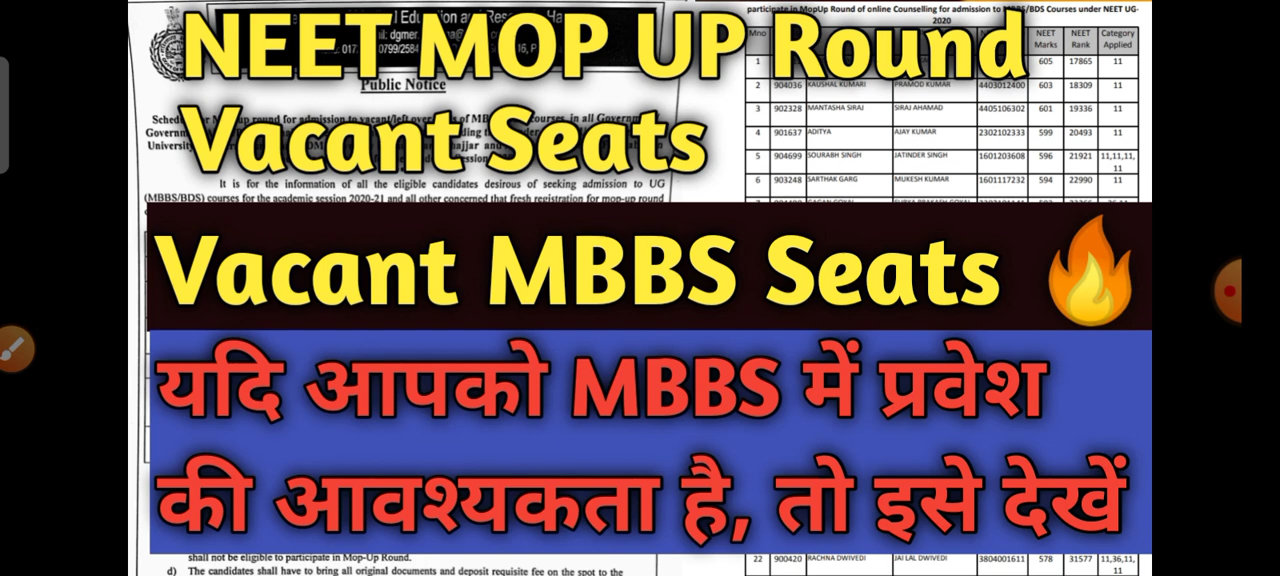 NEET MOP UP Round
Vacant Seats
Vacant MBBS Seats
यदि आपको MBBS में प्रवेश
की आवश्यकता है, तो इसे देखें
Public Notice
It is for the information of all the eligible candidates desirous of seeking admission to UG
(MBBS/BDS) courses for the academic session 2020-21 and all other concerned that fresh registration for mop-up round
shall not be eligible to participate in Mop-Up Round.
d) The candidates shall have to bring all original documents and deposit requisite fee on the spot to the
participate in MopUp Round of online Counselling for admission to /BDS Courses under NEET UG-
2020
NEET Marks NEET Rank Category Applied
1 605 17865 11
2 904036 KAUSHAL KUMARI PRAMOD KUMAR 4403012400 603 18309 11
3 902328 MANTASHA SIRAJ SIRAJ AHAMAD 4405106302 601 19336 11
4 901637 ADITYA AJAY KUMAR 2302102333 599 20493 11
5 904699 SOURABH SINGH JATINDER SINGH 1601203608 596 21921 11,11,11,
11
6 903248 SARTHAK GARG MUKESH KUMAR 1601117232 594 22990 11
22 900420 RACHNA DWIVEDI JAI LAL DWIVEDI 3804001611 578 31577 11,36,11,
11